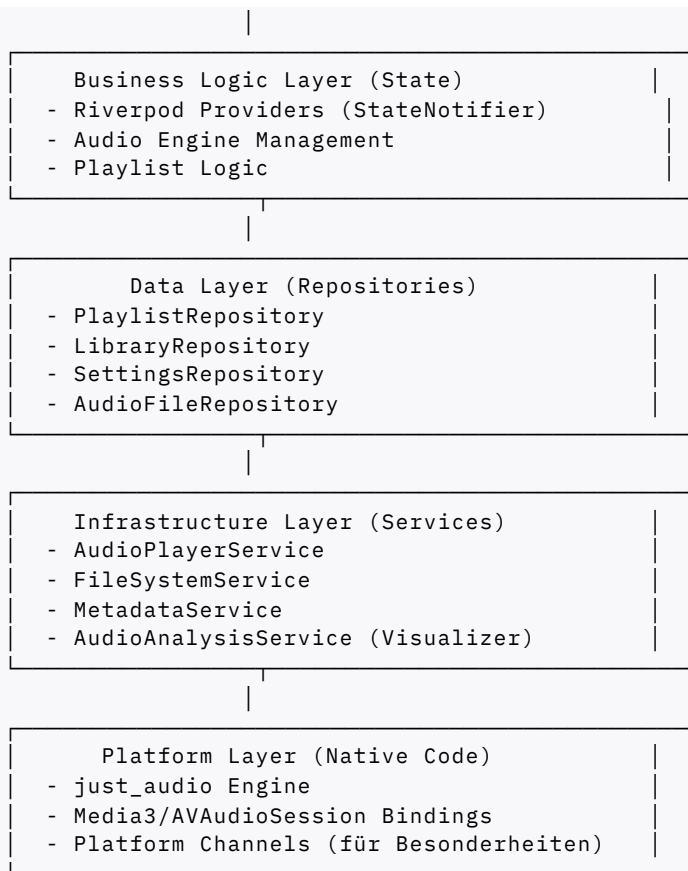 Business Logic Layer (State)
- Riverpod Providers (StateNotifier)
- Audio Engine Management
- Playlist Logic
Data Layer (Repositories)
- PlaylistRepository
- LibraryRepository
- SettingsRepository
- AudioFileRepository
Infrastructure Layer (Services)
- AudioPlayerService
- FileSystemService
- MetadataService
- AudioAnalysisService (Visualizer)
Platform Layer (Native Code)
- just_audio Engine
- Media3/AVAudioSession Bindings
- Platform Channels (für Besonderheiten)